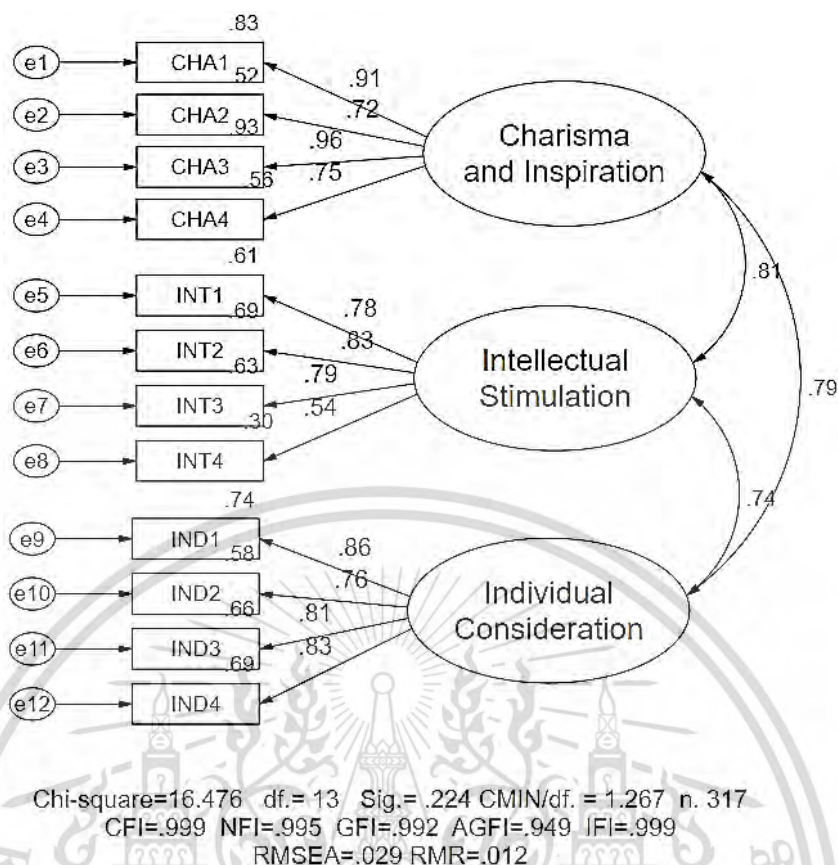 .83
e1 CHA1 .91
.52
e2 CHA2 .72
.93
e3 CHA3 .96
.56
e4 CHA4 .75
Charisma
and Inspiration
.61
e5 INT1 .78
.69
e6 INT2 .83
.63
e7 INT3 .79
.30
e8 INT4 .54
Intellectual
Stimulation
.81
.79
.74
.74
e9 IND1 .86
.58
e10 IND2 .76
.66
e11 IND3 .81
.69
e12 IND4 .83
Individual
Consideration
Chi-square=16.476 df.= 13 Sig.= .224 CMIN/df. = 1.267 n. 317
CFI=.999 NFI=.995 GFI=.992 AGFI=.949 IFI=.999
RMSEA=.029 RMR=.012